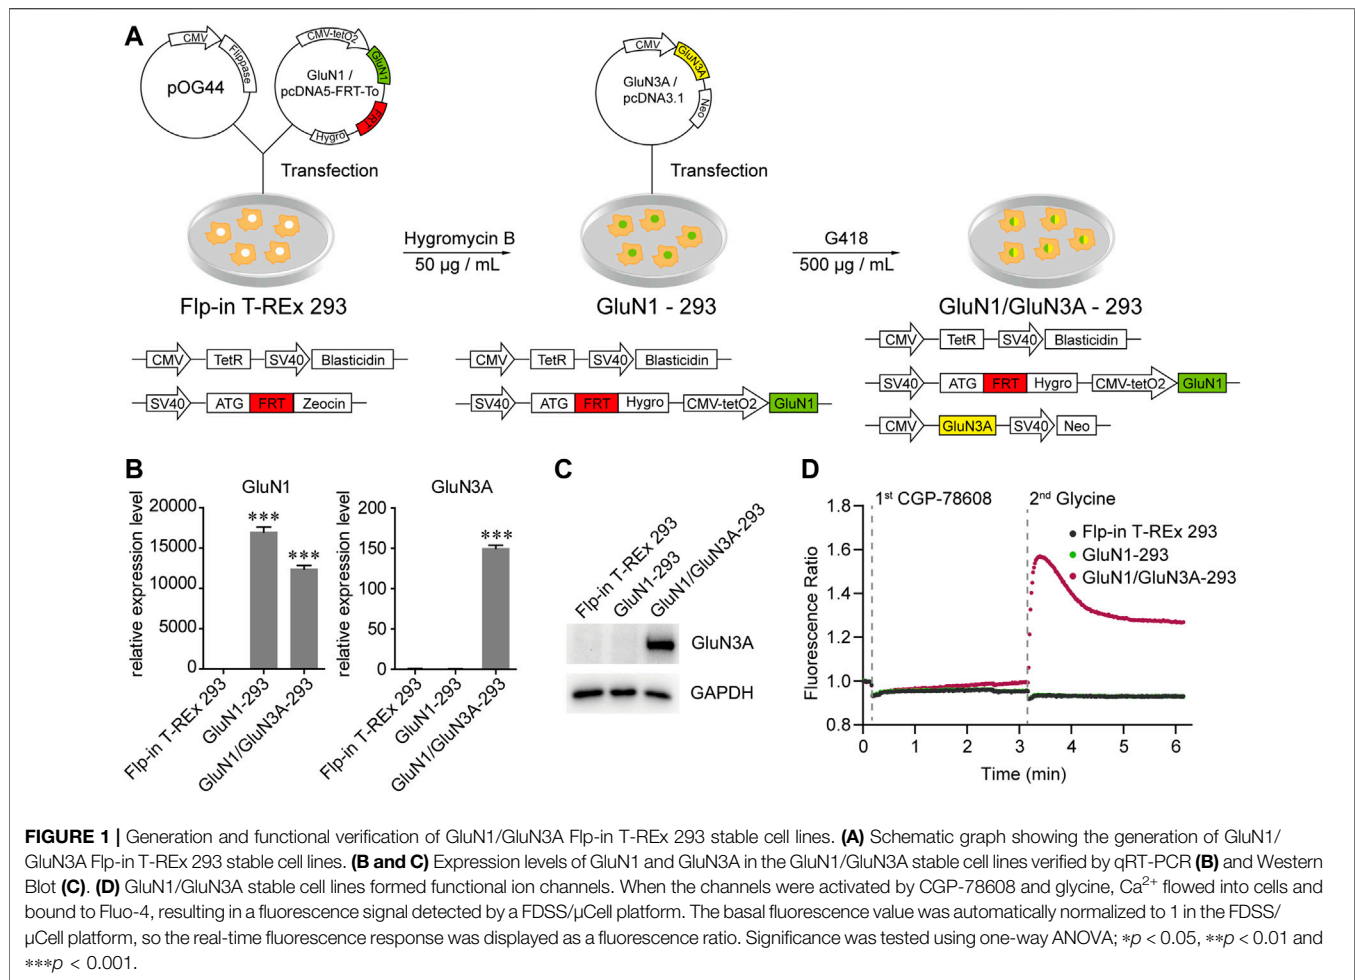 A
CMV
Flippase
pOG44
CMV-tetO2
GluN1
GluN1 /
pcDNA5-FRT-To
FRT
Hygro
Transfection
CMV
GluN3A
GluN3A /
pcDNA3.1
Neo
Transfection
Hygromycin B
50 µg / mL
G418
500 µg / mL
Flp-in T-REx 293
GluN1 - 293
GluN1/GluN3A - 293
CMV TetR SV40 Blasticidin
SV40 ATG FRT Zeocin
CMV TetR SV40 Blasticidin
SV40 ATG FRT Hygro CMV-tetO2 GluN1
CMV TetR SV40 Blasticidin
SV40 ATG FRT Hygro CMV-tetO2 GluN1
CMV GluN3A SV40 Neo
B
GluN1
relative expression level
20000
15000
10000
5000
0
***
***
Flp-in T-REx 293
GluN1-293
GluN1/GluN3A-293
GluN3A
relative expression level
200
150
100
50
0
***
Flp-in T-REx 293
GluN1-293
GluN1/GluN3A-293
C
Flp-in T-REx 293
GluN1-293
GluN1/GluN3A-293
GluN3A
GAPDH
D
1st CGP-78608
2nd Glycine
Flp-in T-REx 293
GluN1-293
GluN1/GluN3A-293
Fluorescence Ratio
1.8
1.6
1.4
1.2
1.0
0.8
0 1 2 3 4 5 6
Time (min)
FIGURE 1 | Generation and functional verification of GluN1/GluN3A Flp-in T-REx 293 stable cell lines. (A) Schematic graph showing the generation of GluN1/
GluN3A Flp-in T-REx 293 stable cell lines. (B and C) Expression levels of GluN1 and GluN3A in the GluN1/GluN3A stable cell lines verified by qRT-PCR (B) and Western
Blot (C). (D) GluN1/GluN3A stable cell lines formed functional ion channels. When the channels were activated by CGP-78608 and glycine, Ca2+ flowed into cells and
bound to Fluo-4, resulting in a fluorescence signal detected by a FDSS/µCell platform. The basal fluorescence value was automatically normalized to 1 in the FDSS/
µCell platform, so the real-time fluorescence response was displayed as a fluorescence ratio. Significance was tested using one-way ANOVA; *p < 0.05, **p < 0.01 and
***p < 0.001.